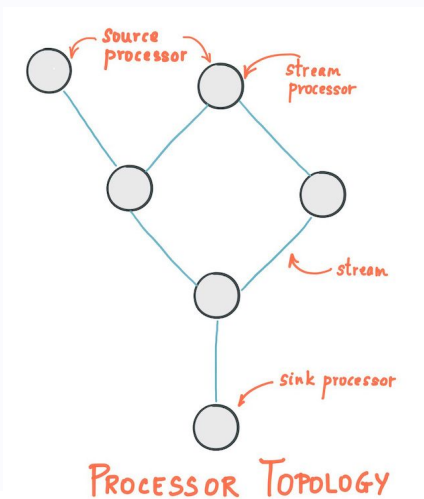 Source
processor
stream
processor
stream
sink processor
PROCESSOR TOPOLOGY